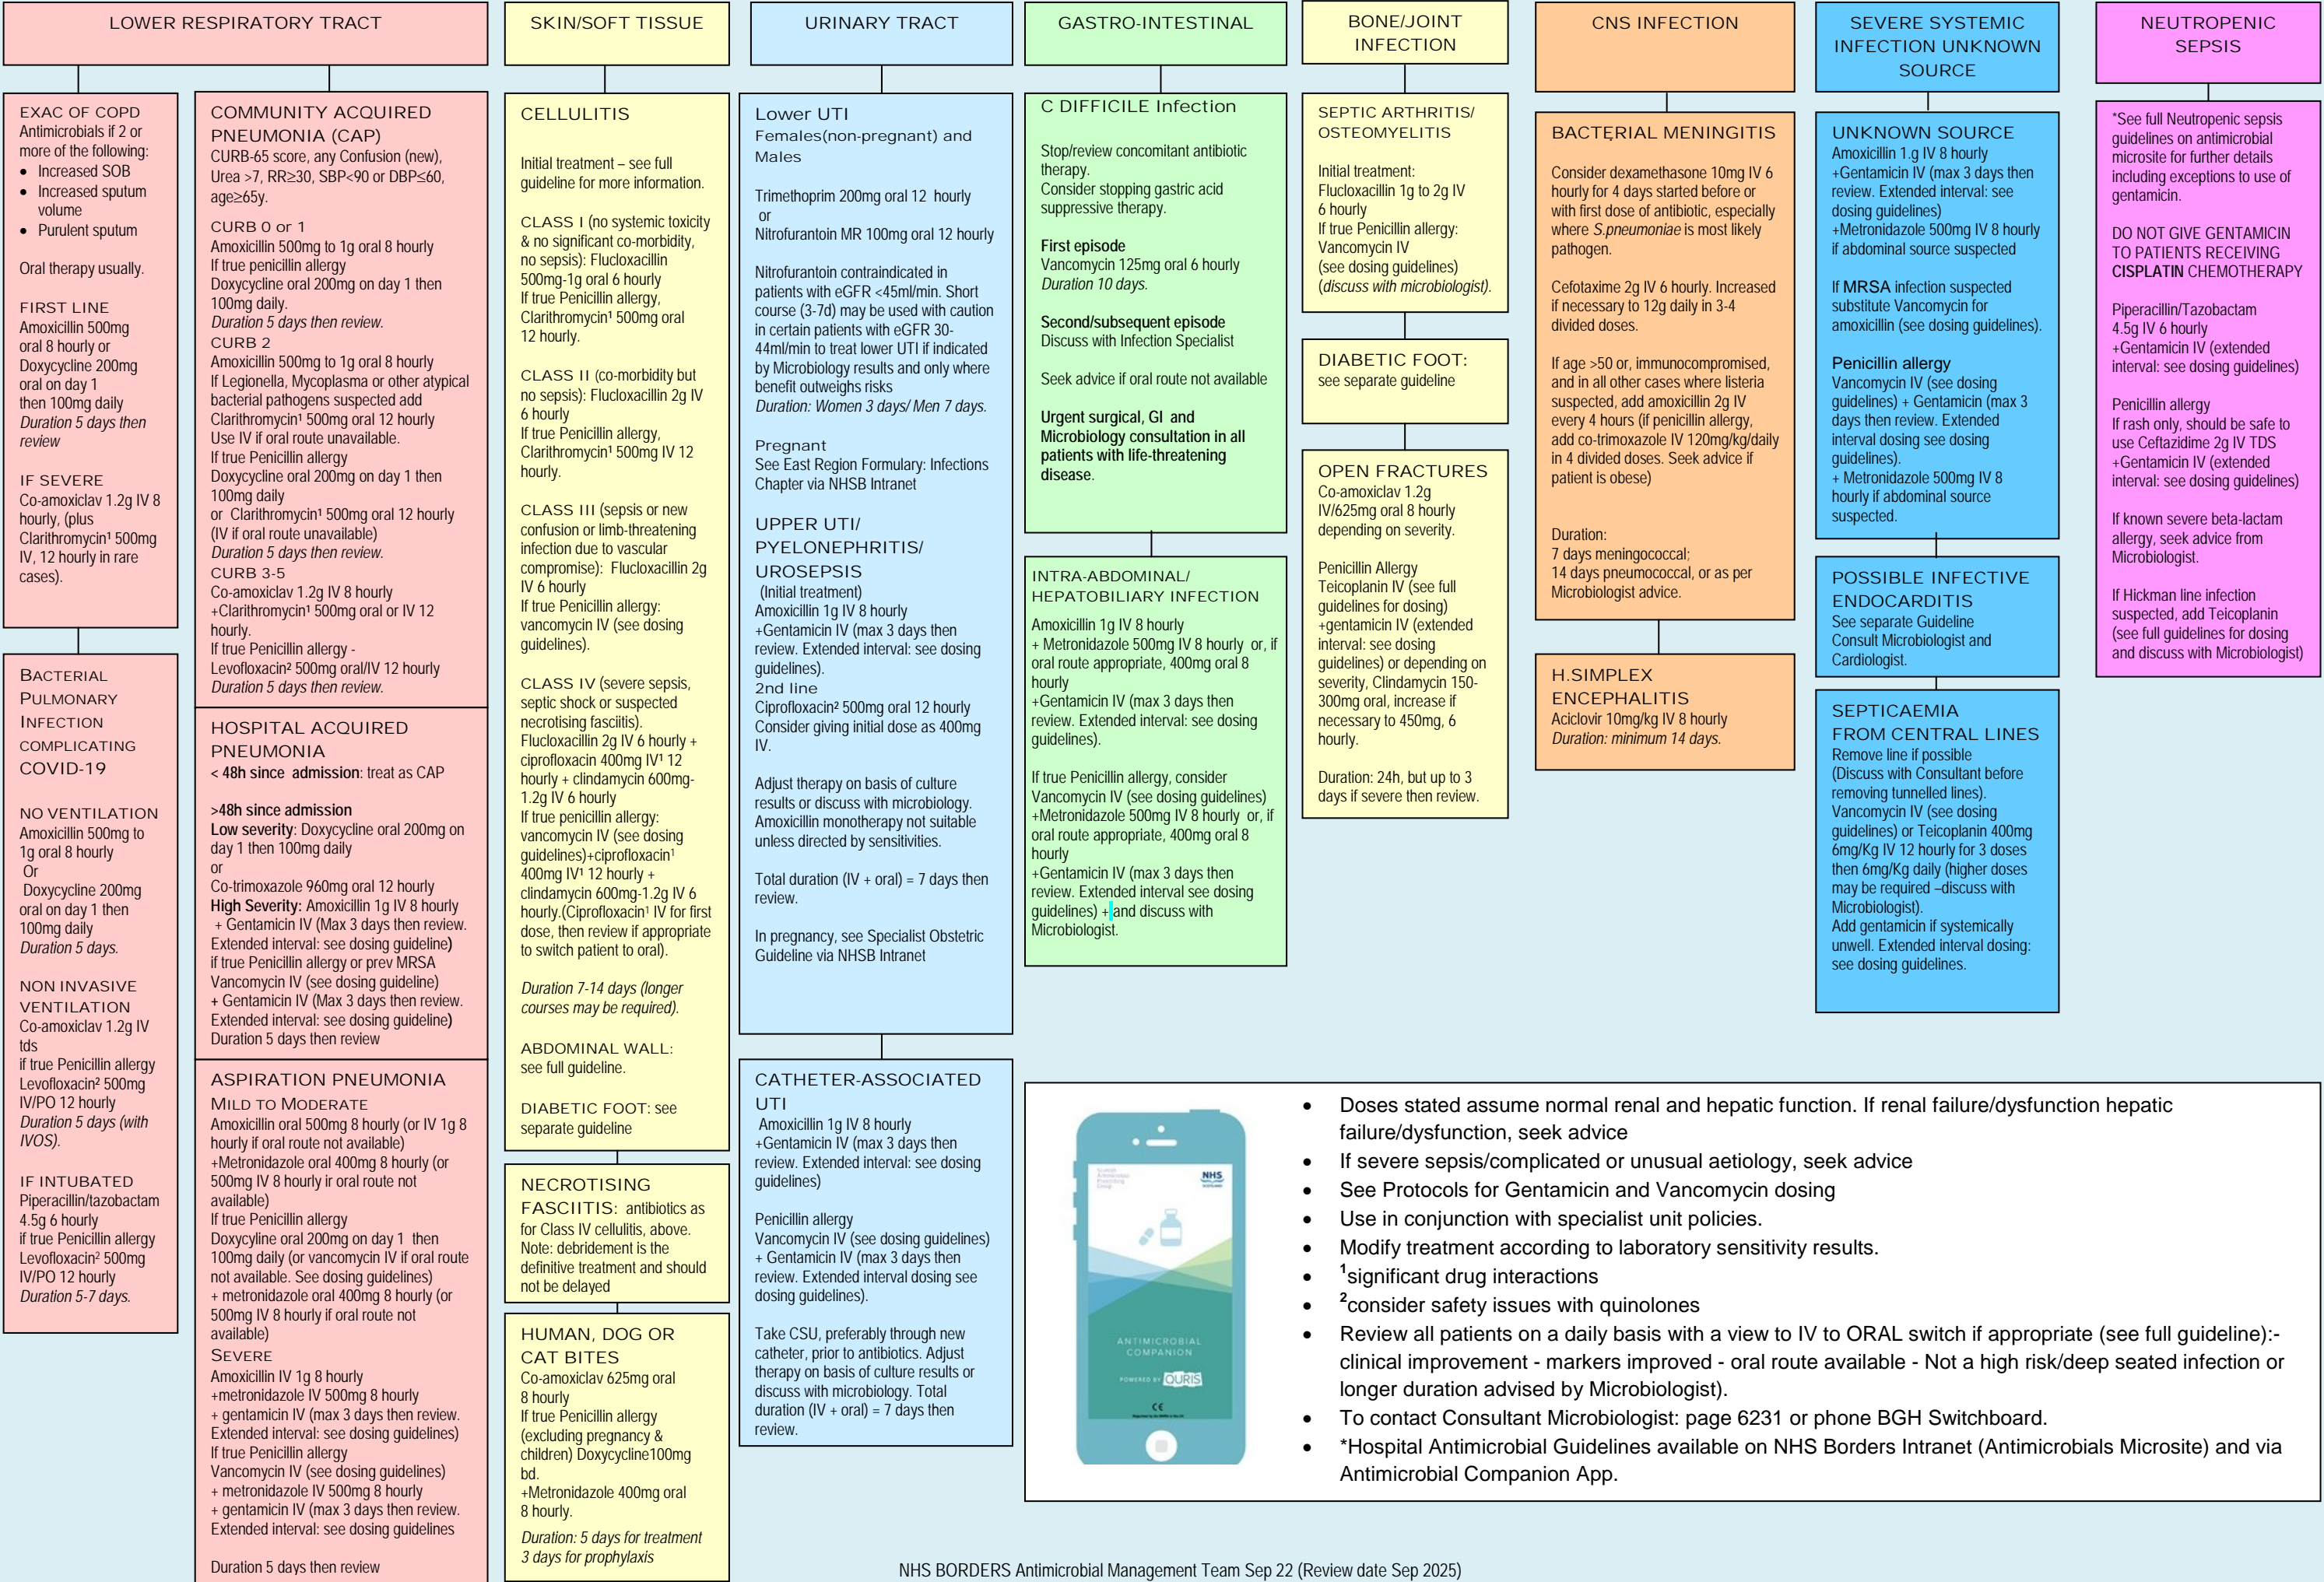 LOWER RESPIRATORY TRACT
EXAC OF COPD
Antimicrobials if 2 or
more of the following:
• Increased SOB
• Increased sputum
volume
• Purulent sputum
Oral therapy usually.
FIRST LINE
Amoxicillin 500mg
oral 8 hourly or
Doxycycline 200mg
oral on day 1
then 100mg daily
Duration 5 days then
review
IF SEVERE
Co-amoxiclav 1.2g IV 8
hourly, (plus
Clarithromycin¹ 500mg
IV, 12 hourly in rare
cases).
BACTERIAL
PULMONARY
INFECTION
COMPLICATING
COVID-19
NO VENTILATION
Amoxicillin 500mg to
1g oral 8 hourly
Or
Doxycycline 200mg
oral on day 1 then
100mg daily
Duration 5 days.
NON INVASIVE
VENTILATION
Co-amoxiclav 1.2g IV
tds
if true Penicillin allergy
Levofloxacin² 500mg
IV/PO 12 hourly
Duration 5 days (with
IVOS).
IF INTUBATED
Piperacillin/tazobactam
4.5g 6 hourly
if true Penicillin allergy
Levofloxacin² 500mg
IV/PO 12 hourly
Duration 5-7 days.
COMMUNITY ACQUIRED
PNEUMONIA (CAP)
CURB-65 score, any Confusion (new),
Urea >7, RR≥30, SBP<90 or DBP≤60,
age≥65y.
CURB 0 or 1
Amoxicillin 500mg to 1g oral 8 hourly
If true penicillin allergy
Doxycycline oral 200mg on day 1 then
100mg daily.
Duration 5 days then review.
CURB 2
Amoxicillin 500mg to 1g oral 8 hourly
If Legionella, Mycoplasma or other atypical
bacterial pathogens suspected add
Clarithromycin¹ 500mg oral 12 hourly
Use IV if oral route unavailable.
If true Penicillin allergy
Doxycycline oral 200mg on day 1 then
100mg daily
or Clarithromycin¹ 500mg oral 12 hourly
(IV if oral route unavailable)
Duration 5 days then review.
CURB 3-5
Co-amoxiclav 1.2g IV 8 hourly
+Clarithromycin¹ 500mg oral or IV 12
hourly.
If true Penicillin allergy -
Levofloxacin² 500mg oral/IV 12 hourly
Duration 5 days then review.
HOSPITAL ACQUIRED
PNEUMONIA
< 48h since admission: treat as CAP
>48h since admission
Low severity: Doxycycline oral 200mg on
day 1 then 100mg daily
or
Co-trimoxazole 960mg oral 12 hourly
High Severity: Amoxicillin 1g IV 8 hourly
+ Gentamicin IV (Max 3 days then review.
Extended interval: see dosing guideline)
if true Penicillin allergy or prev MRSA
Vancomycin IV (see dosing guideline)
+ Gentamicin IV (Max 3 days then review.
Extended interval: see dosing guideline)
Duration 5 days then review
ASPIRATION PNEUMONIA
MILD TO MODERATE
Amoxicillin oral 500mg 8 hourly (or IV 1g 8
hourly if oral route not available)
+Metronidazole oral 400mg 8 hourly (or
500mg IV 8 hourly ir oral route not
available)
If true Penicillin allergy
Doxycyline oral 200mg on day 1 then
100mg daily (or vancomycin IV if oral route
not available. See dosing guidelines)
+ metronidazole oral 400mg 8 hourly (or
500mg IV 8 hourly if oral route not
available)
SEVERE
Amoxicillin IV 1g 8 hourly
+metronidazole IV 500mg 8 hourly
+ gentamicin IV (max 3 days then review.
Extended interval: see dosing guidelines)
If true Penicillin allergy
Vancomycin IV (see dosing guidelines)
+ metronidazole IV 500mg 8 hourly
+ gentamicin IV (max 3 days then review.
Extended interval: see dosing guidelines
Duration 5 days then review
SKIN/SOFT TISSUE
CELLULITIS
Initial treatment – see full
guideline for more information.
CLASS I (no systemic toxicity
& no significant co-morbidity,
no sepsis): Flucloxacillin
500mg-1g oral 6 hourly
If true Penicillin allergy,
Clarithromycin¹ 500mg oral
12 hourly.
CLASS II (co-morbidity but
no sepsis): Flucloxacillin 2g IV
6 hourly
If true Penicillin allergy,
Clarithromycin¹ 500mg IV 12
hourly.
CLASS III (sepsis or new
confusion or limb-threatening
infection due to vascular
compromise): Flucloxacillin 2g
IV 6 hourly
If true Penicillin allergy:
vancomycin IV (see dosing
guidelines).
CLASS IV (severe sepsis,
septic shock or suspected
necrotising fasciitis).
Flucloxacillin 2g IV 6 hourly +
ciprofloxacin 400mg IV¹ 12
hourly + clindamycin 600mg-
1.2g IV 6 hourly
If true penicillin allergy:
vancomycin IV (see dosing
guidelines)+ciprofloxacin¹
400mg IV¹ 12 hourly +
clindamycin 600mg-1.2g IV 6
hourly.(Ciprofloxacin¹ IV for first
dose, then review if appropriate
to switch patient to oral).
Duration 7-14 days (longer
courses may be required).
ABDOMINAL WALL:
see full guideline.
DIABETIC FOOT: see
separate guideline
NECROTISING
FASCIITIS: antibiotics as
for Class IV cellulitis, above.
Note: debridement is the
definitive treatment and should
not be delayed
HUMAN, DOG OR
CAT BITES
Co-amoxiclav 625mg oral
8 hourly
If true Penicillin allergy
(excluding pregnancy &
children) Doxycycline100mg
bd.
+Metronidazole 400mg oral
8 hourly.
Duration: 5 days for treatment
3 days for prophylaxis
URINARY TRACT
Lower UTI
Females(non-pregnant) and
Males
Trimethoprim 200mg oral 12 hourly
or
Nitrofurantoin MR 100mg oral 12 hourly
Nitrofurantoin contraindicated in
patients with eGFR <45ml/min. Short
course (3-7d) may be used with caution
in certain patients with eGFR 30-
44ml/min to treat lower UTI if indicated
by Microbiology results and only where
benefit outweighs risks
Duration: Women 3 days/ Men 7 days.
Pregnant
See East Region Formulary: Infections
Chapter via NHSB Intranet
UPPER UTI/
PYELONEPHRITIS/
UROSEPSIS
(Initial treatment)
Amoxicillin 1g IV 8 hourly
+Gentamicin IV (max 3 days then
review. Extended interval: see dosing
guidelines).
2nd line
Ciprofloxacin² 500mg oral 12 hourly
Consider giving initial dose as 400mg
IV.
Adjust therapy on basis of culture
results or discuss with microbiology.
Amoxicillin monotherapy not suitable
unless directed by sensitivities.
Total duration (IV + oral) = 7 days then
review.
In pregnancy, see Specialist Obstetric
Guideline via NHSB Intranet
CATHETER-ASSOCIATED
UTI
Amoxicillin 1g IV 8 hourly
+Gentamicin IV (max 3 days then
review. Extended interval: see dosing
guidelines)
Penicillin allergy
Vancomycin IV (see dosing guidelines)
+ Gentamicin IV (max 3 days then
review. Extended interval dosing see
dosing guidelines).
Take CSU, preferably through new
catheter, prior to antibiotics. Adjust
therapy on basis of culture results or
discuss with microbiology. Total
duration (IV + oral) = 7 days then
review.
GASTRO-INTESTINAL
C DIFFICILE Infection
Stop/review concomitant antibiotic
therapy.
Consider stopping gastric acid
suppressive therapy.
First episode
Vancomycin 125mg oral 6 hourly
Duration 10 days.
Second/subsequent episode
Discuss with Infection Specialist
Seek advice if oral route not available
Urgent surgical, GI and
Microbiology consultation in all
patients with life-threatening
disease.
INTRA-ABDOMINAL/
HEPATOBILIARY INFECTION
Amoxicillin 1g IV 8 hourly
+ Metronidazole 500mg IV 8 hourly or, if
oral route appropriate, 400mg oral 8
hourly
+Gentamicin IV (max 3 days then
review. Extended interval: see dosing
guidelines).
If true Penicillin allergy, consider
Vancomycin IV (see dosing guidelines)
+Metronidazole 500mg IV 8 hourly or, if
oral route appropriate, 400mg oral 8
hourly
+Gentamicin IV (max 3 days then
review. Extended interval see dosing
guidelines) + and discuss with
Microbiologist.
BONE/JOINT
INFECTION
SEPTIC ARTHRITIS/
OSTEOMYELITIS
Initial treatment:
Flucloxacillin 1g to 2g IV
6 hourly
If true Penicillin allergy:
Vancomycin IV
(see dosing guidelines)
(discuss with microbiologist).
DIABETIC FOOT:
see separate guideline
OPEN FRACTURES
Co-amoxiclav 1.2g
IV/625mg oral 8 hourly
depending on severity.
Penicillin Allergy
Teicoplanin IV (see full
guidelines for dosing)
+gentamicin IV (extended
interval: see dosing
guidelines) or depending on
severity, Clindamycin 150-
300mg oral, increase if
necessary to 450mg, 6
hourly.
Duration: 24h, but up to 3
days if severe then review.
CNS INFECTION
BACTERIAL MENINGITIS
Consider dexamethasone 10mg IV 6
hourly for 4 days started before or
with first dose of antibiotic, especially
where S.pneumoniae is most likely
pathogen.
Cefotaxime 2g IV 6 hourly. Increased
if necessary to 12g daily in 3-4
divided doses.
If age >50 or, immunocompromised,
and in all other cases where listeria
suspected, add amoxicillin 2g IV
every 4 hours (if penicillin allergy,
add co-trimoxazole IV 120mg/kg/daily
in 4 divided doses. Seek advice if
patient is obese)
Duration:
7 days meningococcal;
14 days pneumococcal, or as per
Microbiologist advice.
H.SIMPLEX
ENCEPHALITIS
Aciclovir 10mg/kg IV 8 hourly
Duration: minimum 14 days.
SEVERE SYSTEMIC
INFECTION UNKNOWN
SOURCE
UNKNOWN SOURCE
Amoxicillin 1.g IV 8 hourly
+Gentamicin IV (max 3 days then
review. Extended interval: see
dosing guidelines)
+Metronidazole 500mg IV 8 hourly
if abdominal source suspected
If MRSA infection suspected
substitute Vancomycin for
amoxicillin (see dosing guidelines).
Penicillin allergy
Vancomycin IV (see dosing
guidelines) + Gentamicin (max 3
days then review. Extended
interval dosing see dosing
guidelines).
+ Metronidazole 500mg IV 8
hourly if abdominal source
suspected.
POSSIBLE INFECTIVE
ENDOCARDITIS
See separate Guideline
Consult Microbiologist and
Cardiologist.
SEPTICAEMIA
FROM CENTRAL LINES
Remove line if possible
(Discuss with Consultant before
removing tunnelled lines).
Vancomycin IV (see dosing
guidelines) or Teicoplanin 400mg
6mg/Kg IV 12 hourly for 3 doses
then 6mg/Kg daily (higher doses
may be required –discuss with
Microbiologist).
Add gentamicin if systemically
unwell. Extended interval dosing:
see dosing guidelines.
NEUTROPENIC
SEPSIS
*See full Neutropenic sepsis
guidelines on antimicrobial
microsite for further details
including exceptions to use of
gentamicin.
DO NOT GIVE GENTAMICIN
TO PATIENTS RECEIVING
CISPLATIN CHEMOTHERAPY
Piperacillin/Tazobactam
4.5g IV 6 hourly
+Gentamicin IV (extended
interval: see dosing guidelines)
Penicillin allergy
If rash only, should be safe to
use Ceftazidime 2g IV TDS
+Gentamicin IV (extended
interval: see dosing guidelines)
If known severe beta-lactam
allergy, seek advice from
Microbiologist.
If Hickman line infection
suspected, add Teicoplanin
(see full guidelines for dosing
and discuss with Microbiologist)
NHS
SCOTLAND
ANTIMICROBIAL
COMPANION
POWERED BY QURIS
CE
• Doses stated assume normal renal and hepatic function. If renal failure/dysfunction hepatic
failure/dysfunction, seek advice
• If severe sepsis/complicated or unusual aetiology, seek advice
• See Protocols for Gentamicin and Vancomycin dosing
• Use in conjunction with specialist unit policies.
• Modify treatment according to laboratory sensitivity results.
• ¹significant drug interactions
• ²consider safety issues with quinolones
• Review all patients on a daily basis with a view to IV to ORAL switch if appropriate (see full guideline):-
clinical improvement - markers improved - oral route available - Not a high risk/deep seated infection or
longer duration advised by Microbiologist).
• To contact Consultant Microbiologist: page 6231 or phone BGH Switchboard.
• *Hospital Antimicrobial Guidelines available on NHS Borders Intranet (Antimicrobials Microsite) and via
Antimicrobial Companion App.
NHS BORDERS Antimicrobial Management Team Sep 22 (Review date Sep 2025)